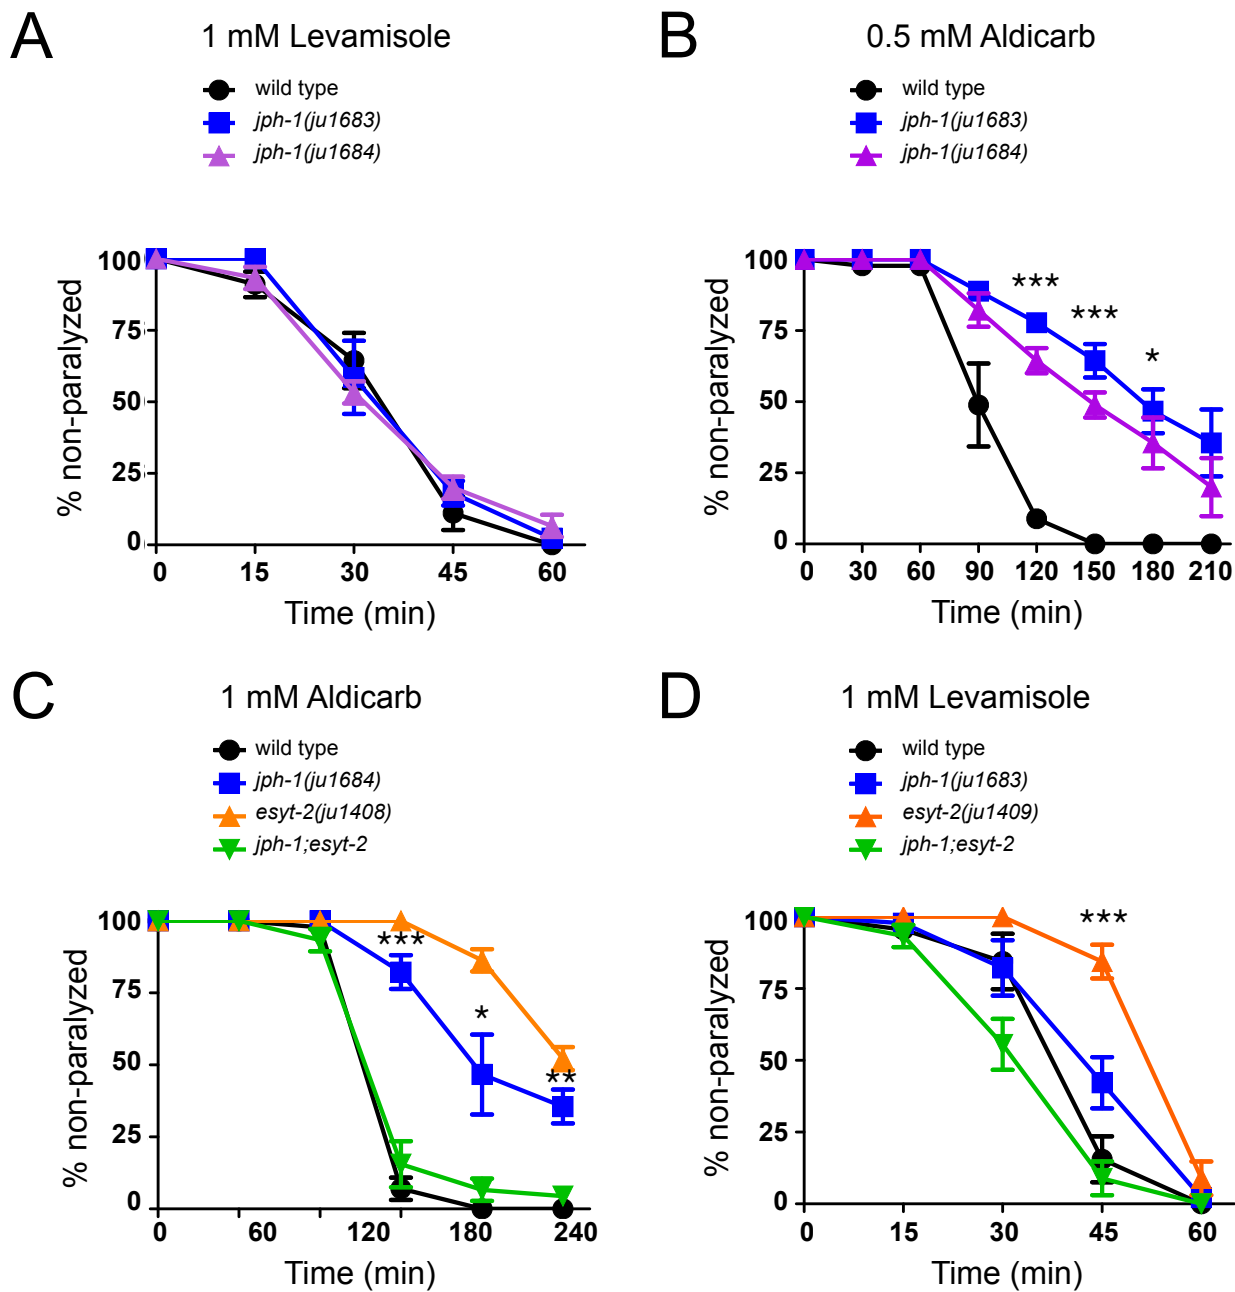 A
1 mM Levamisole
wild type
jph-1(ju1683)
jph-1(ju1684)
100
75
50
25
0
% non-paralyzed
0 15 30 45 60
Time (min)
B
0.5 mM Aldicarb
wild type
jph-1(ju1683)
jph-1(ju1684)
100
75
50
25
0
% non-paralyzed
***
***
*
0 30 60 90 120 150 180 210
Time (min)
C
1 mM Aldicarb
wild type
jph-1(ju1684)
esyt-2(ju1408)
jph-1;esyt-2
100
75
50
25
0
% non-paralyzed
***
*
**
0 60 120 180 240
Time (min)
D
1 mM Levamisole
wild type
jph-1(ju1683)
esyt-2(ju1409)
jph-1;esyt-2
100
75
50
25
0
% non-paralyzed
***
0 15 30 45 60
Time (min)